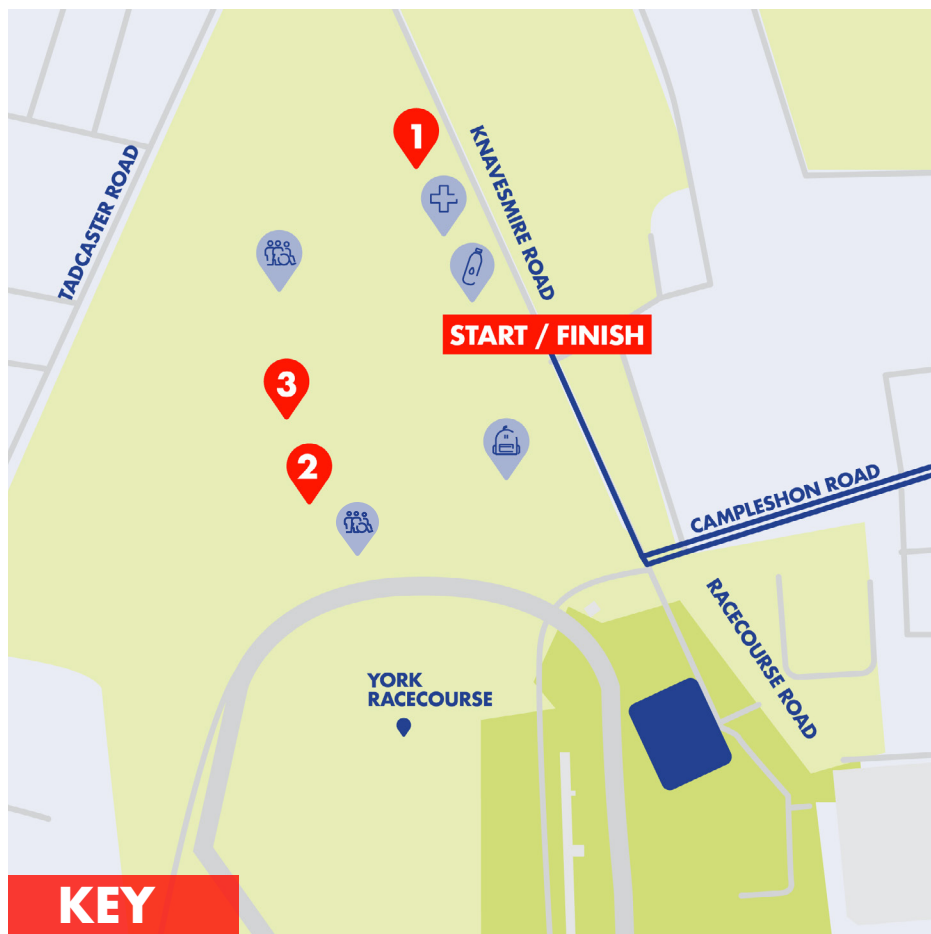 1
KNAVESMIRE ROAD
TADCASTER ROAD
START / FINISH
3
2
CAMPLESHON ROAD
RACECOURSE ROAD
YORK
RACECOURSE
KEY